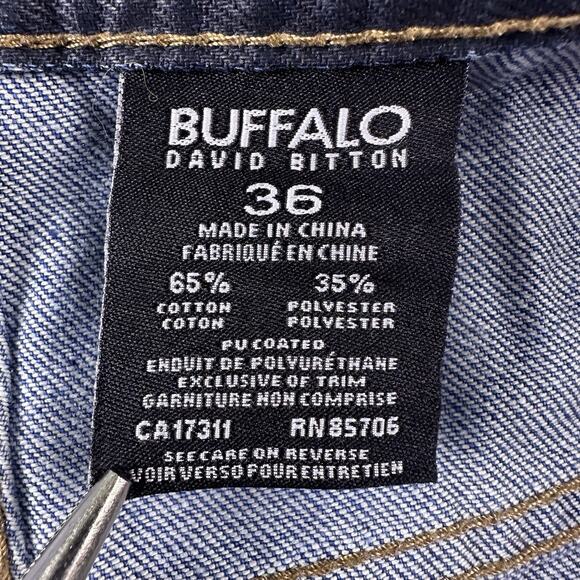 BUFFALO
DAVID BITTON
36
MADE IN CHINA
FABRIQUÉ EN CHINE
65% 35%
COTTON POLYESTER
COTON POLYESTER
PU COATED
ENDUIT DE POLYURÉTHANE
EXCLUSIVE OF TRIM
GARNITURE NON COMPRISE
CA17311 RN85706
SEE CARE ON REVERSE
VOIR VERSO POUR ENTRETIEN